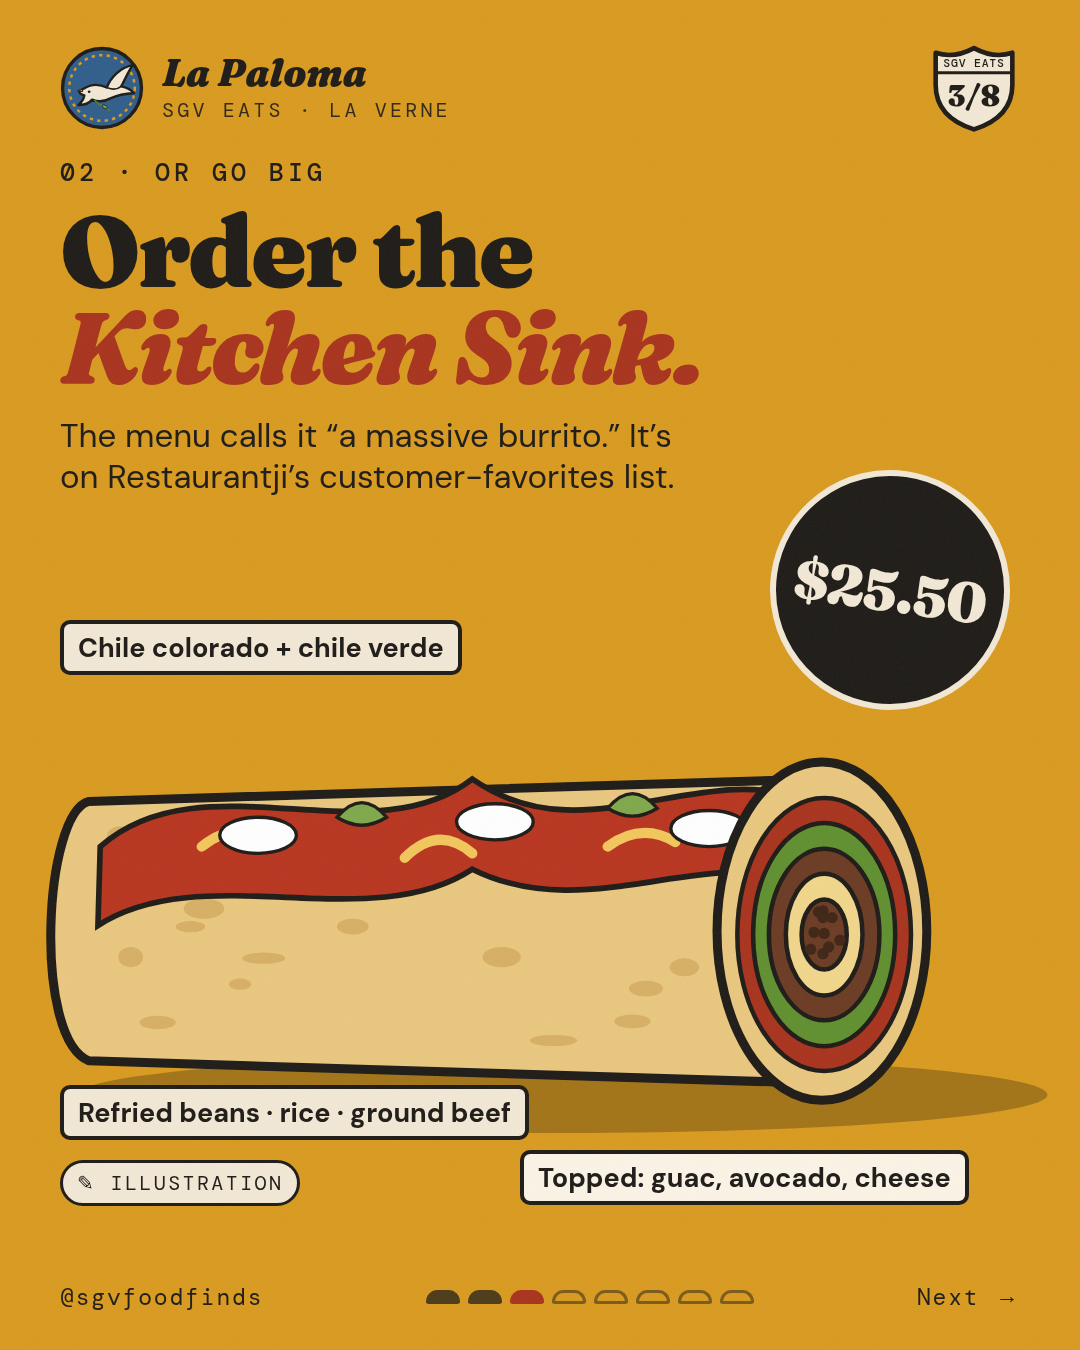 La Paloma
SGV EATS · LA VERNE
SGV EATS
3/8
02 · OR GO BIG
Order the
Kitchen Sink.
The menu calls it “a massive burrito.” It’s
on Restaurantji’s customer-favorites list.
$25.50
Chile colorado + chile verde
Refried beans · rice · ground beef
Topped: guac, avocado, cheese
✎ ILLUSTRATION
@sgvfoodfinds
Next →